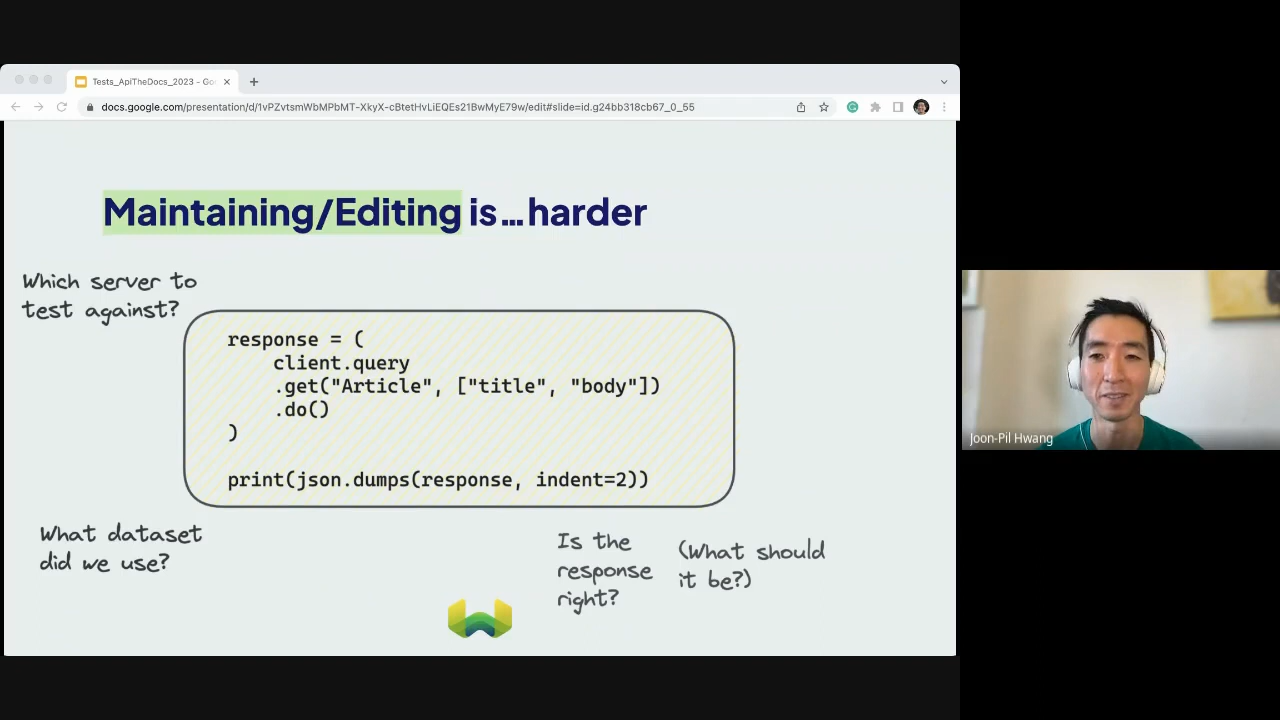 Tests_ApiTheDocs_2023 - Goo
docs.google.com/presentation/d/1vPZvtsmWbMPbMT-XkyX-cBtetHvLiEQEs21BwMyE79w/edit#slide=id.g24bb318cb67_0_55
Maintaining/Editing is...harder
Which server to
test against?
response = (
client.query
.get("Article", ["title", "body"])
.do()
)
print(json.dumps(response, indent=2))
What dataset
did we use?
Is the
response
right?
(What should
it be?)
Joon-Pil Hwang